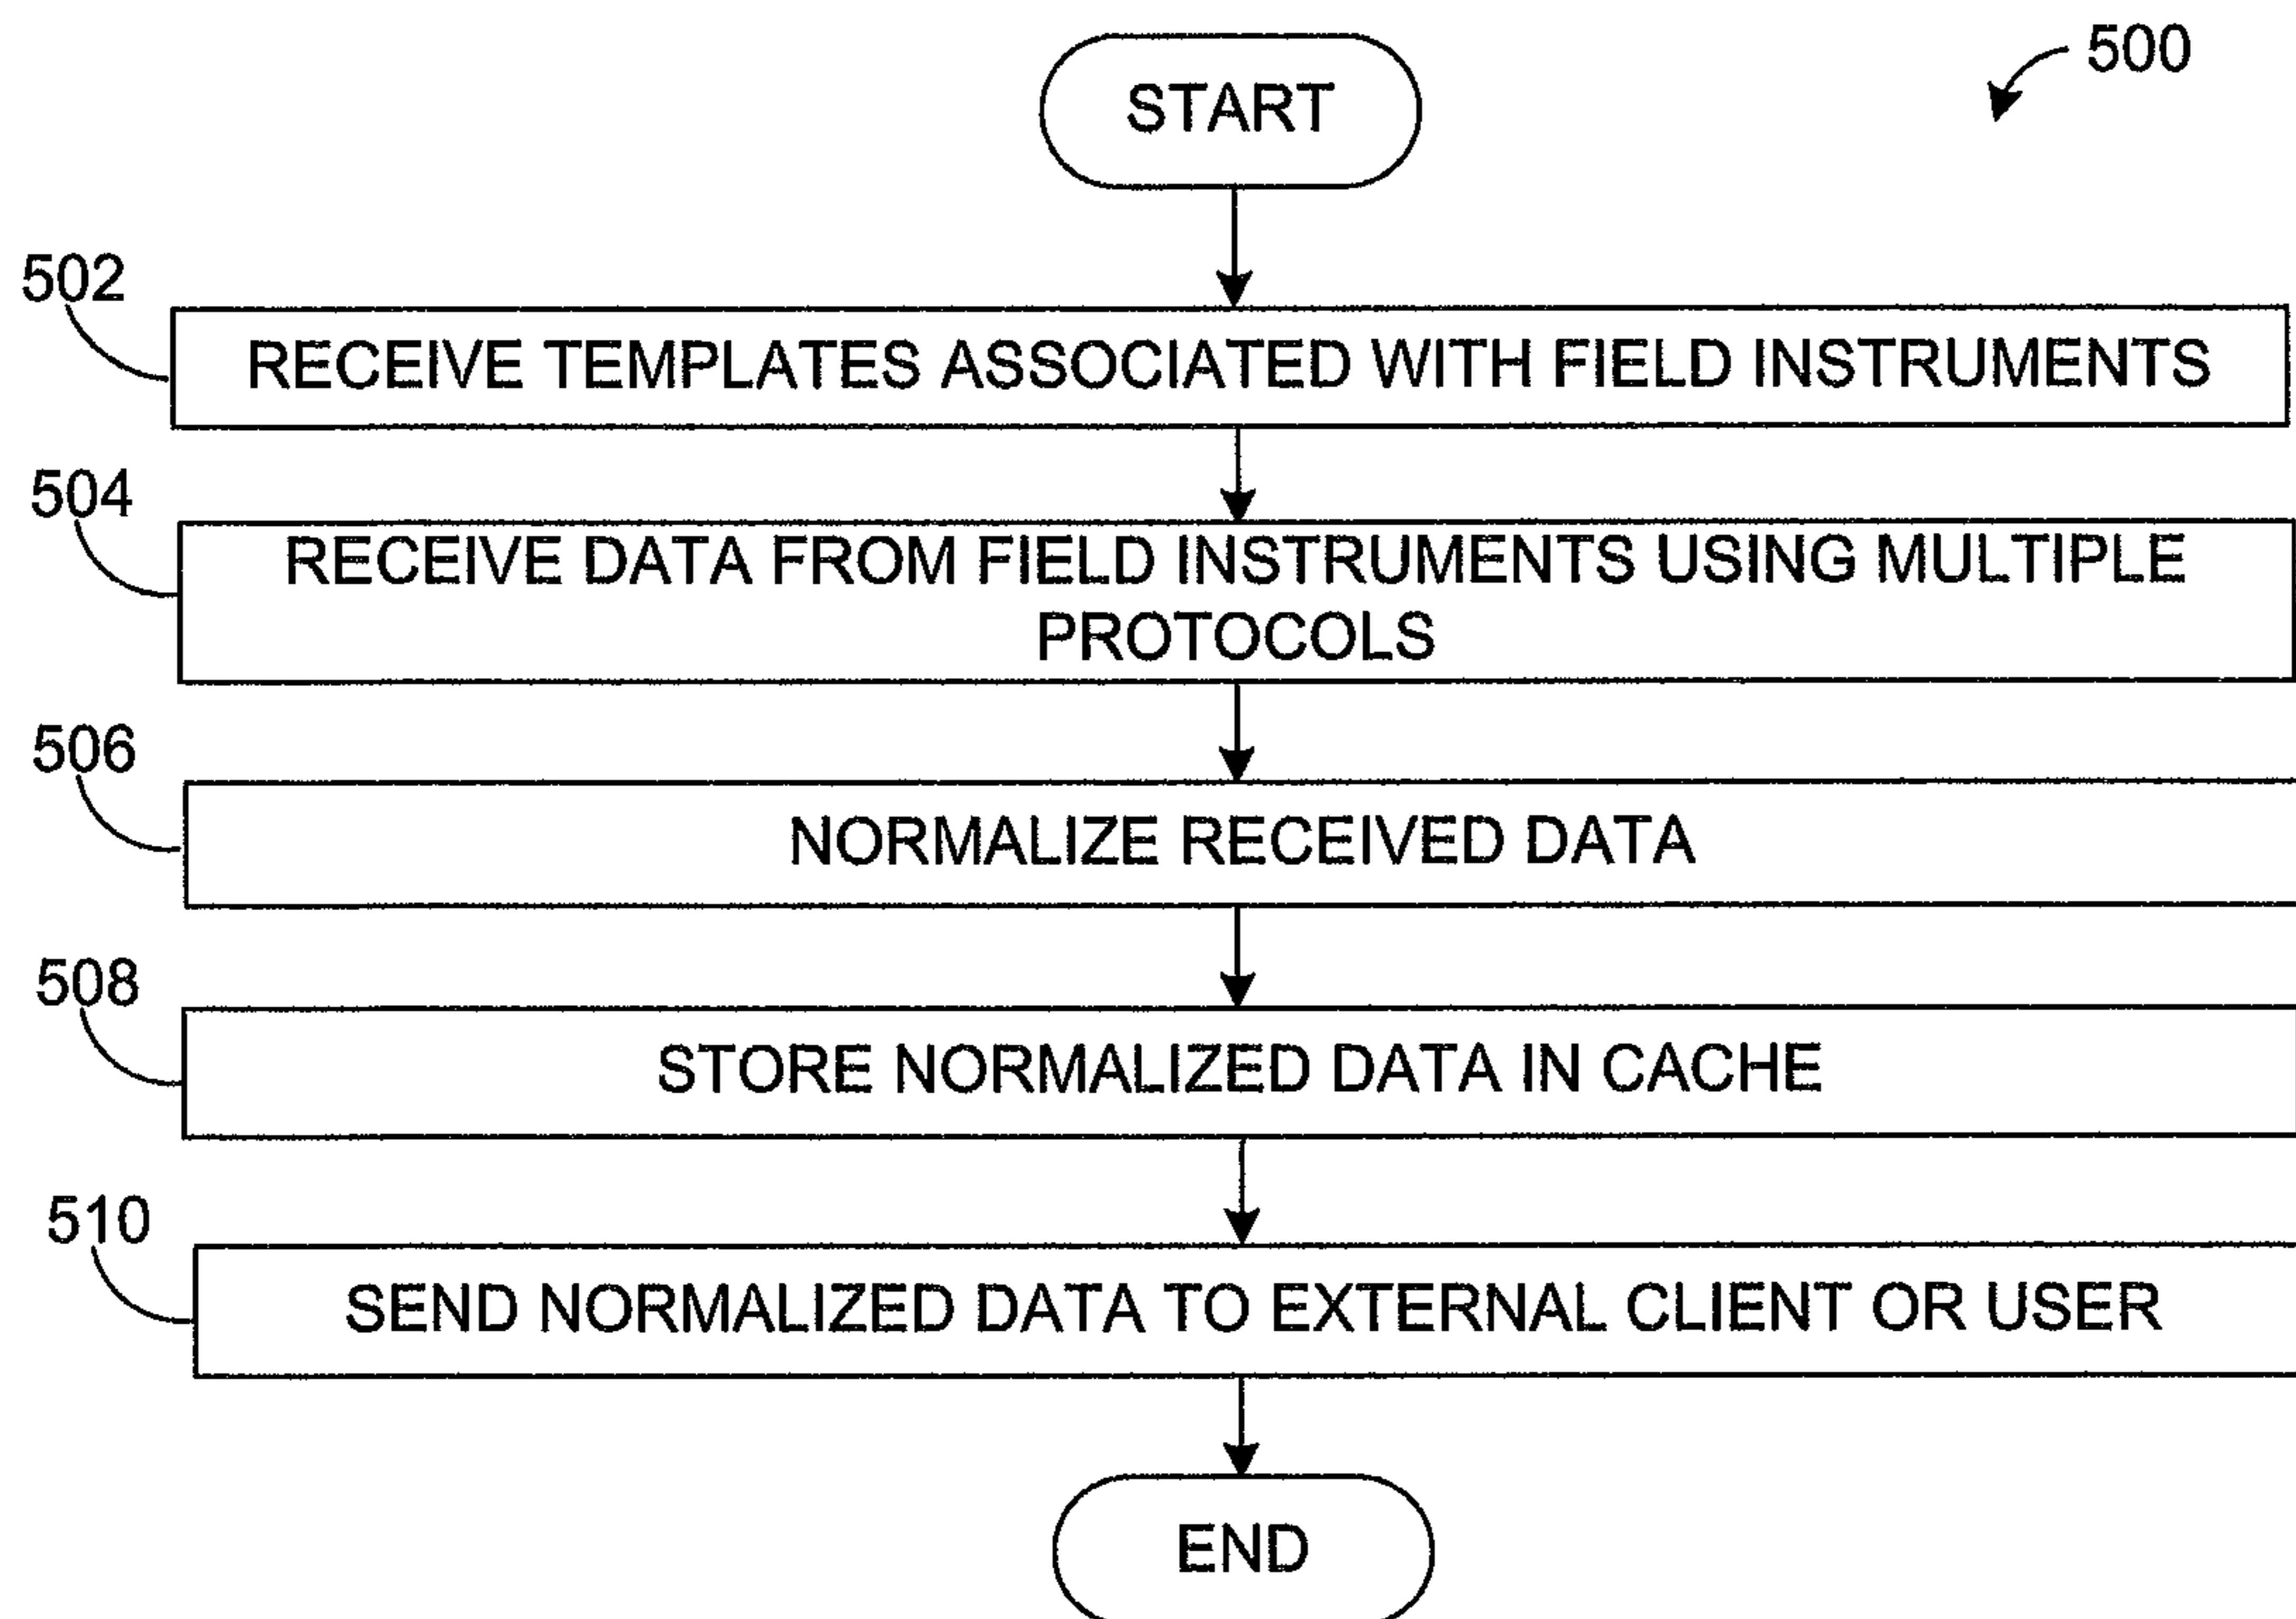 500
START
502
RECEIVE TEMPLATES ASSOCIATED WITH FIELD INSTRUMENTS
504
RECEIVE DATA FROM FIELD INSTRUMENTS USING MULTIPLE
PROTOCOLS
506
NORMALIZE RECEIVED DATA
508
STORE NORMALIZED DATA IN CACHE
510
SEND NORMALIZED DATA TO EXTERNAL CLIENT OR USER
END